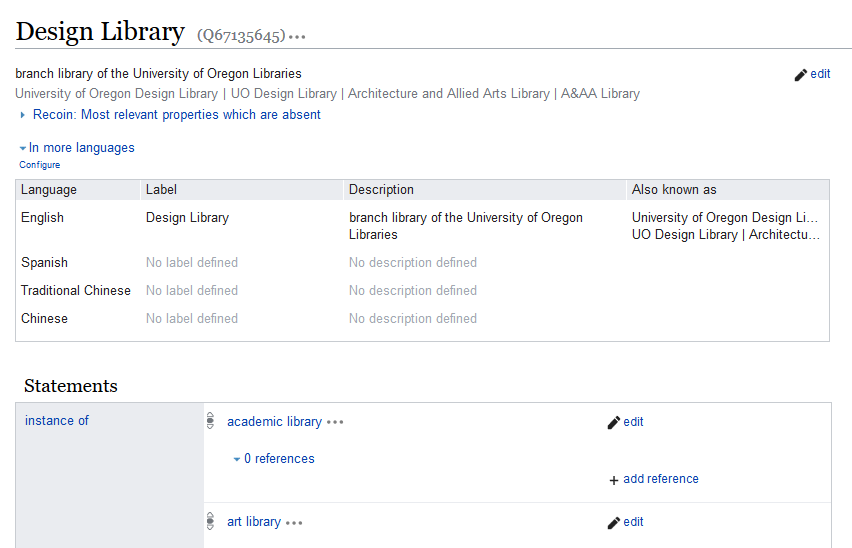 Design Library (Q67135645) •••
branch library of the University of Oregon Libraries
edit
University of Oregon Design Library | UO Design Library | Architecture and Allied Arts Library | A&AA Library
Recoin: Most relevant properties which are absent
In more languages
Configure
Language Label Description Also known as
English Design Library branch library of the University of Oregon University of Oregon Design Li...
Libraries UO Design Library | Architectu...
Spanish No label defined No description defined
Traditional Chinese No label defined No description defined
Chinese No label defined No description defined
Statements
instance of academic library ••• edit
0 references
+ add reference
art library ••• edit